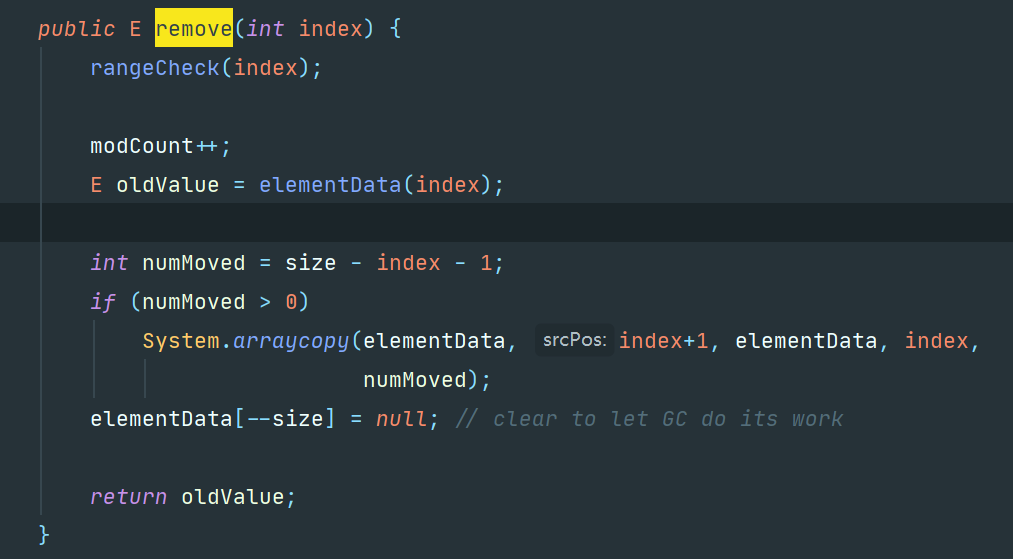 public E remove(int index) {
rangeCheck(index);
modCount++;
E oldValue = elementData(index);
int numMoved = size - index - 1;
if (numMoved > 0)
System.arraycopy(elementData, srcPos: index+1, elementData, index,
numMoved);
elementData[--size] = null; // clear to let GC do its work
return oldValue;
}